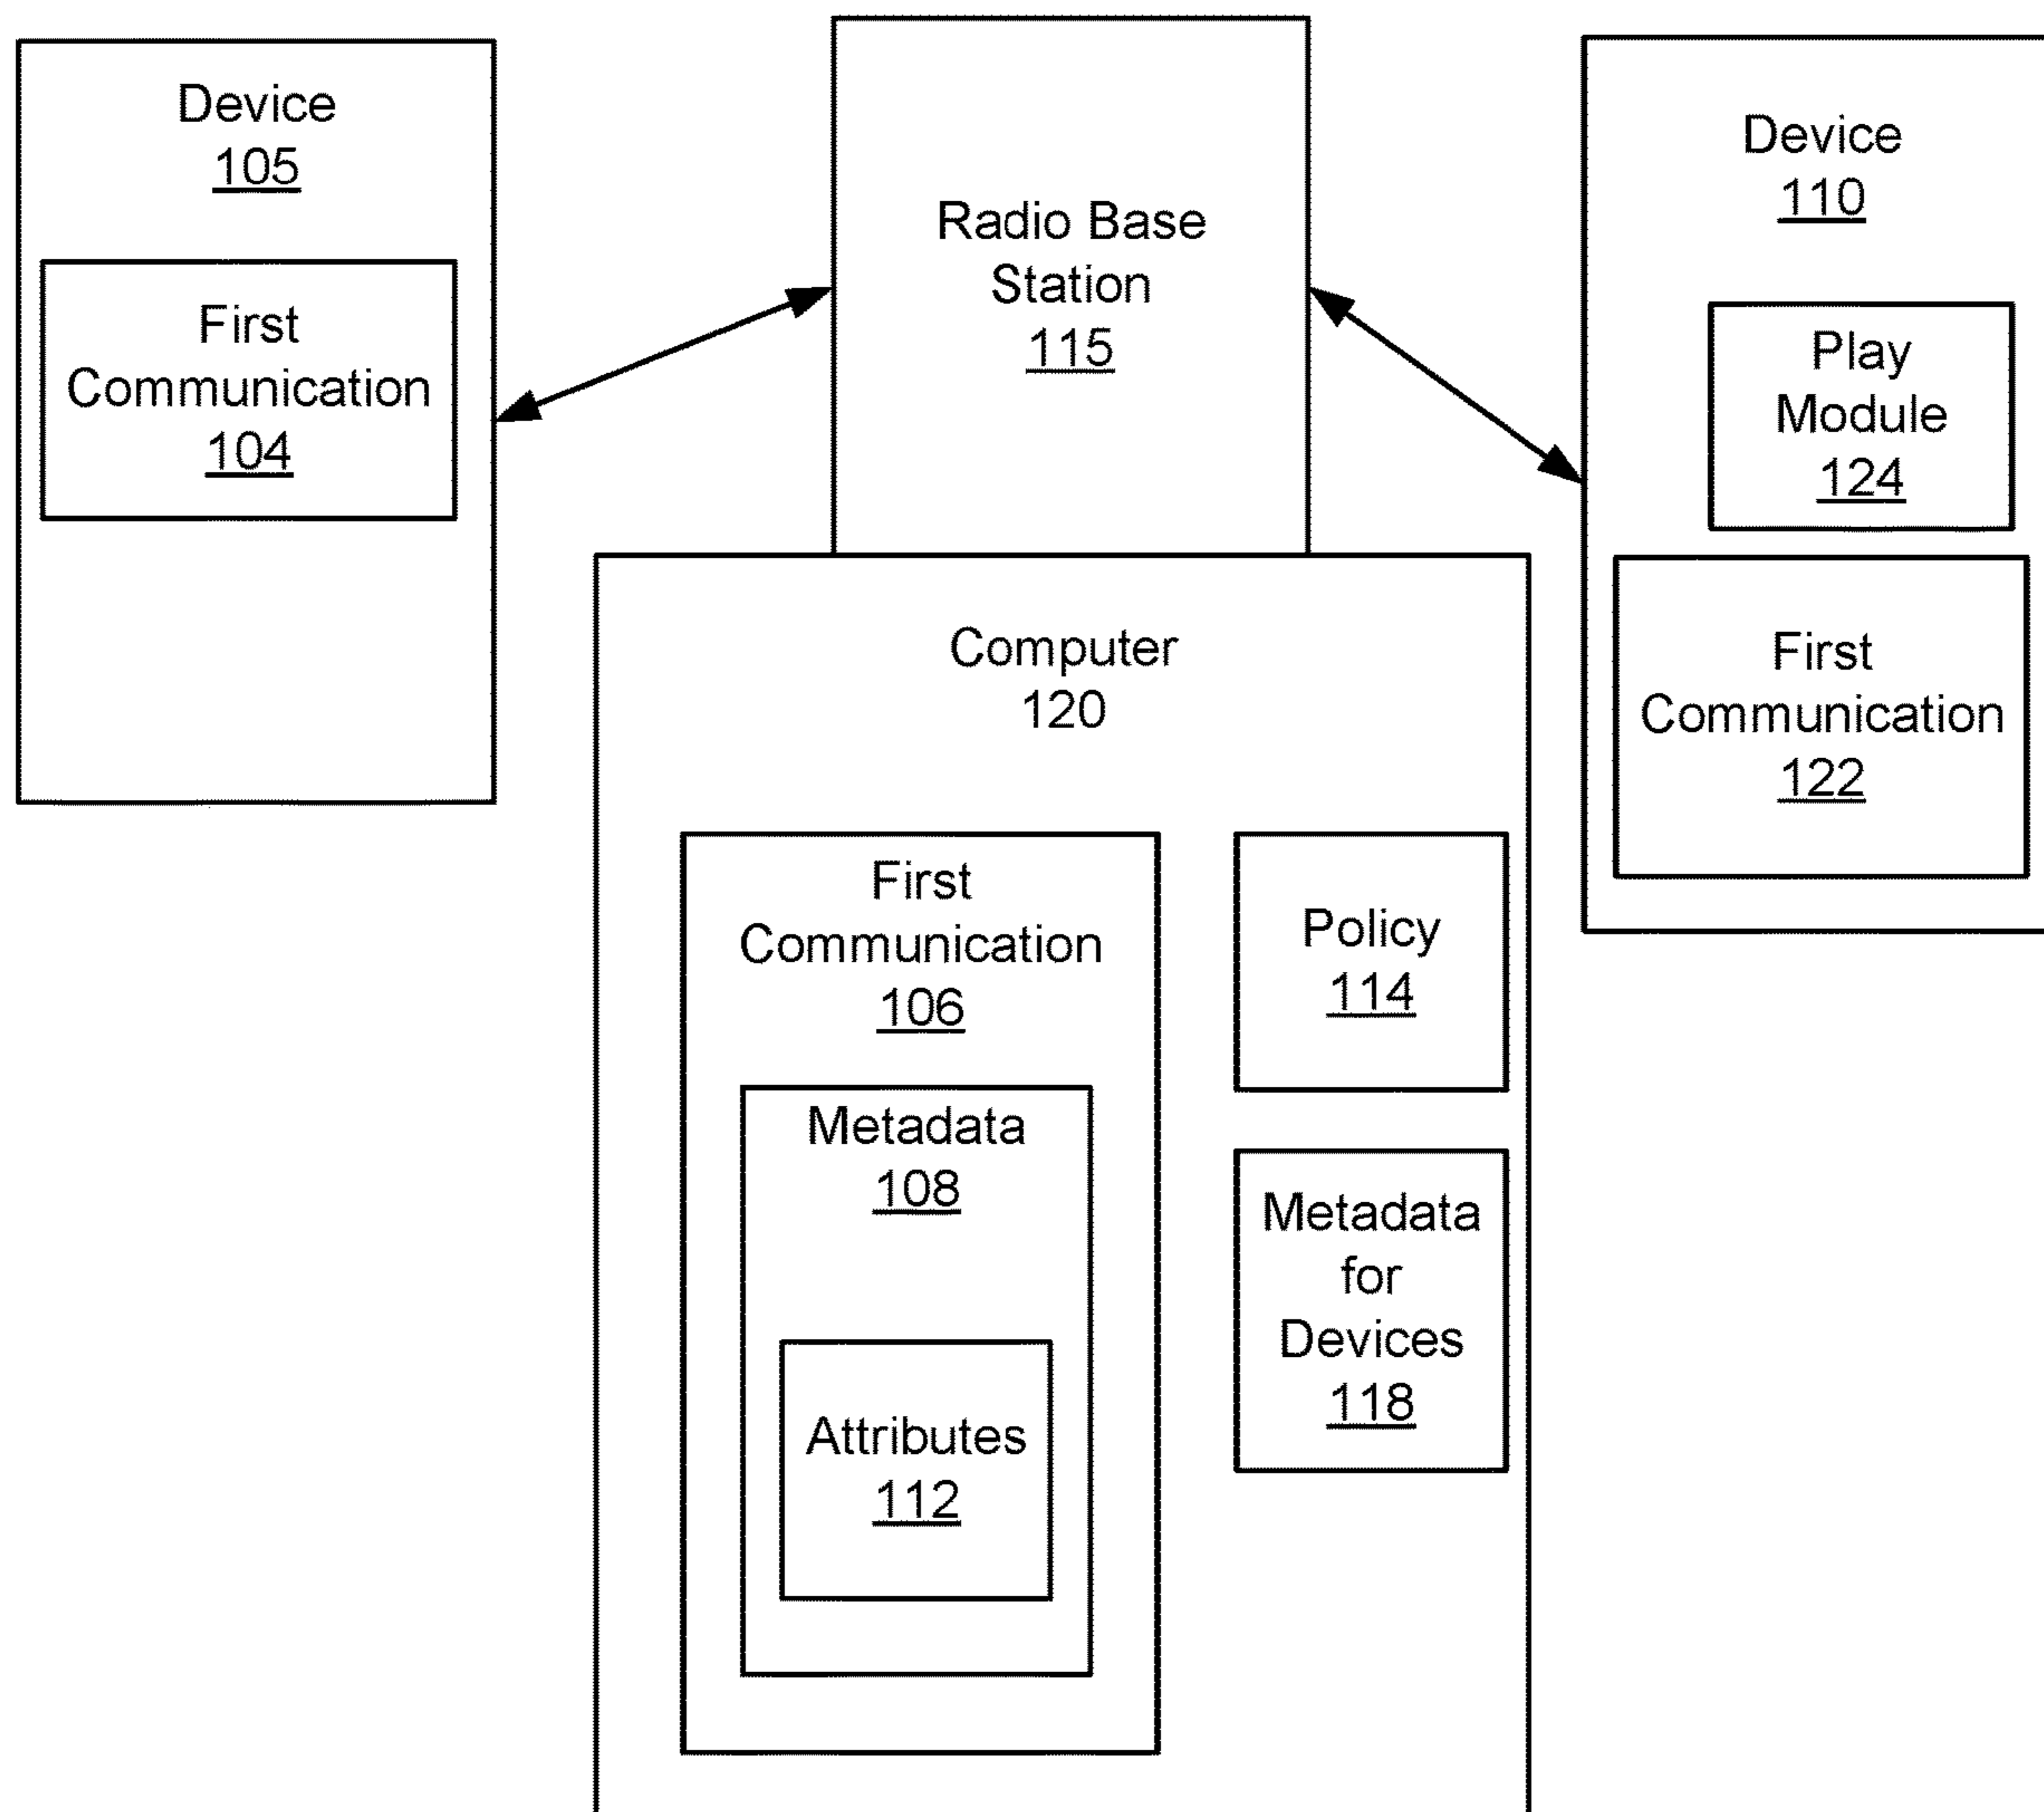 Device
105
First
Communication
104
Radio Base
Station
115
Device
110
Play
Module
124
First
Communication
122
Computer
120
First
Communication
106
Metadata
108
Attributes
112
Policy
114
Metadata
for
Devices
118